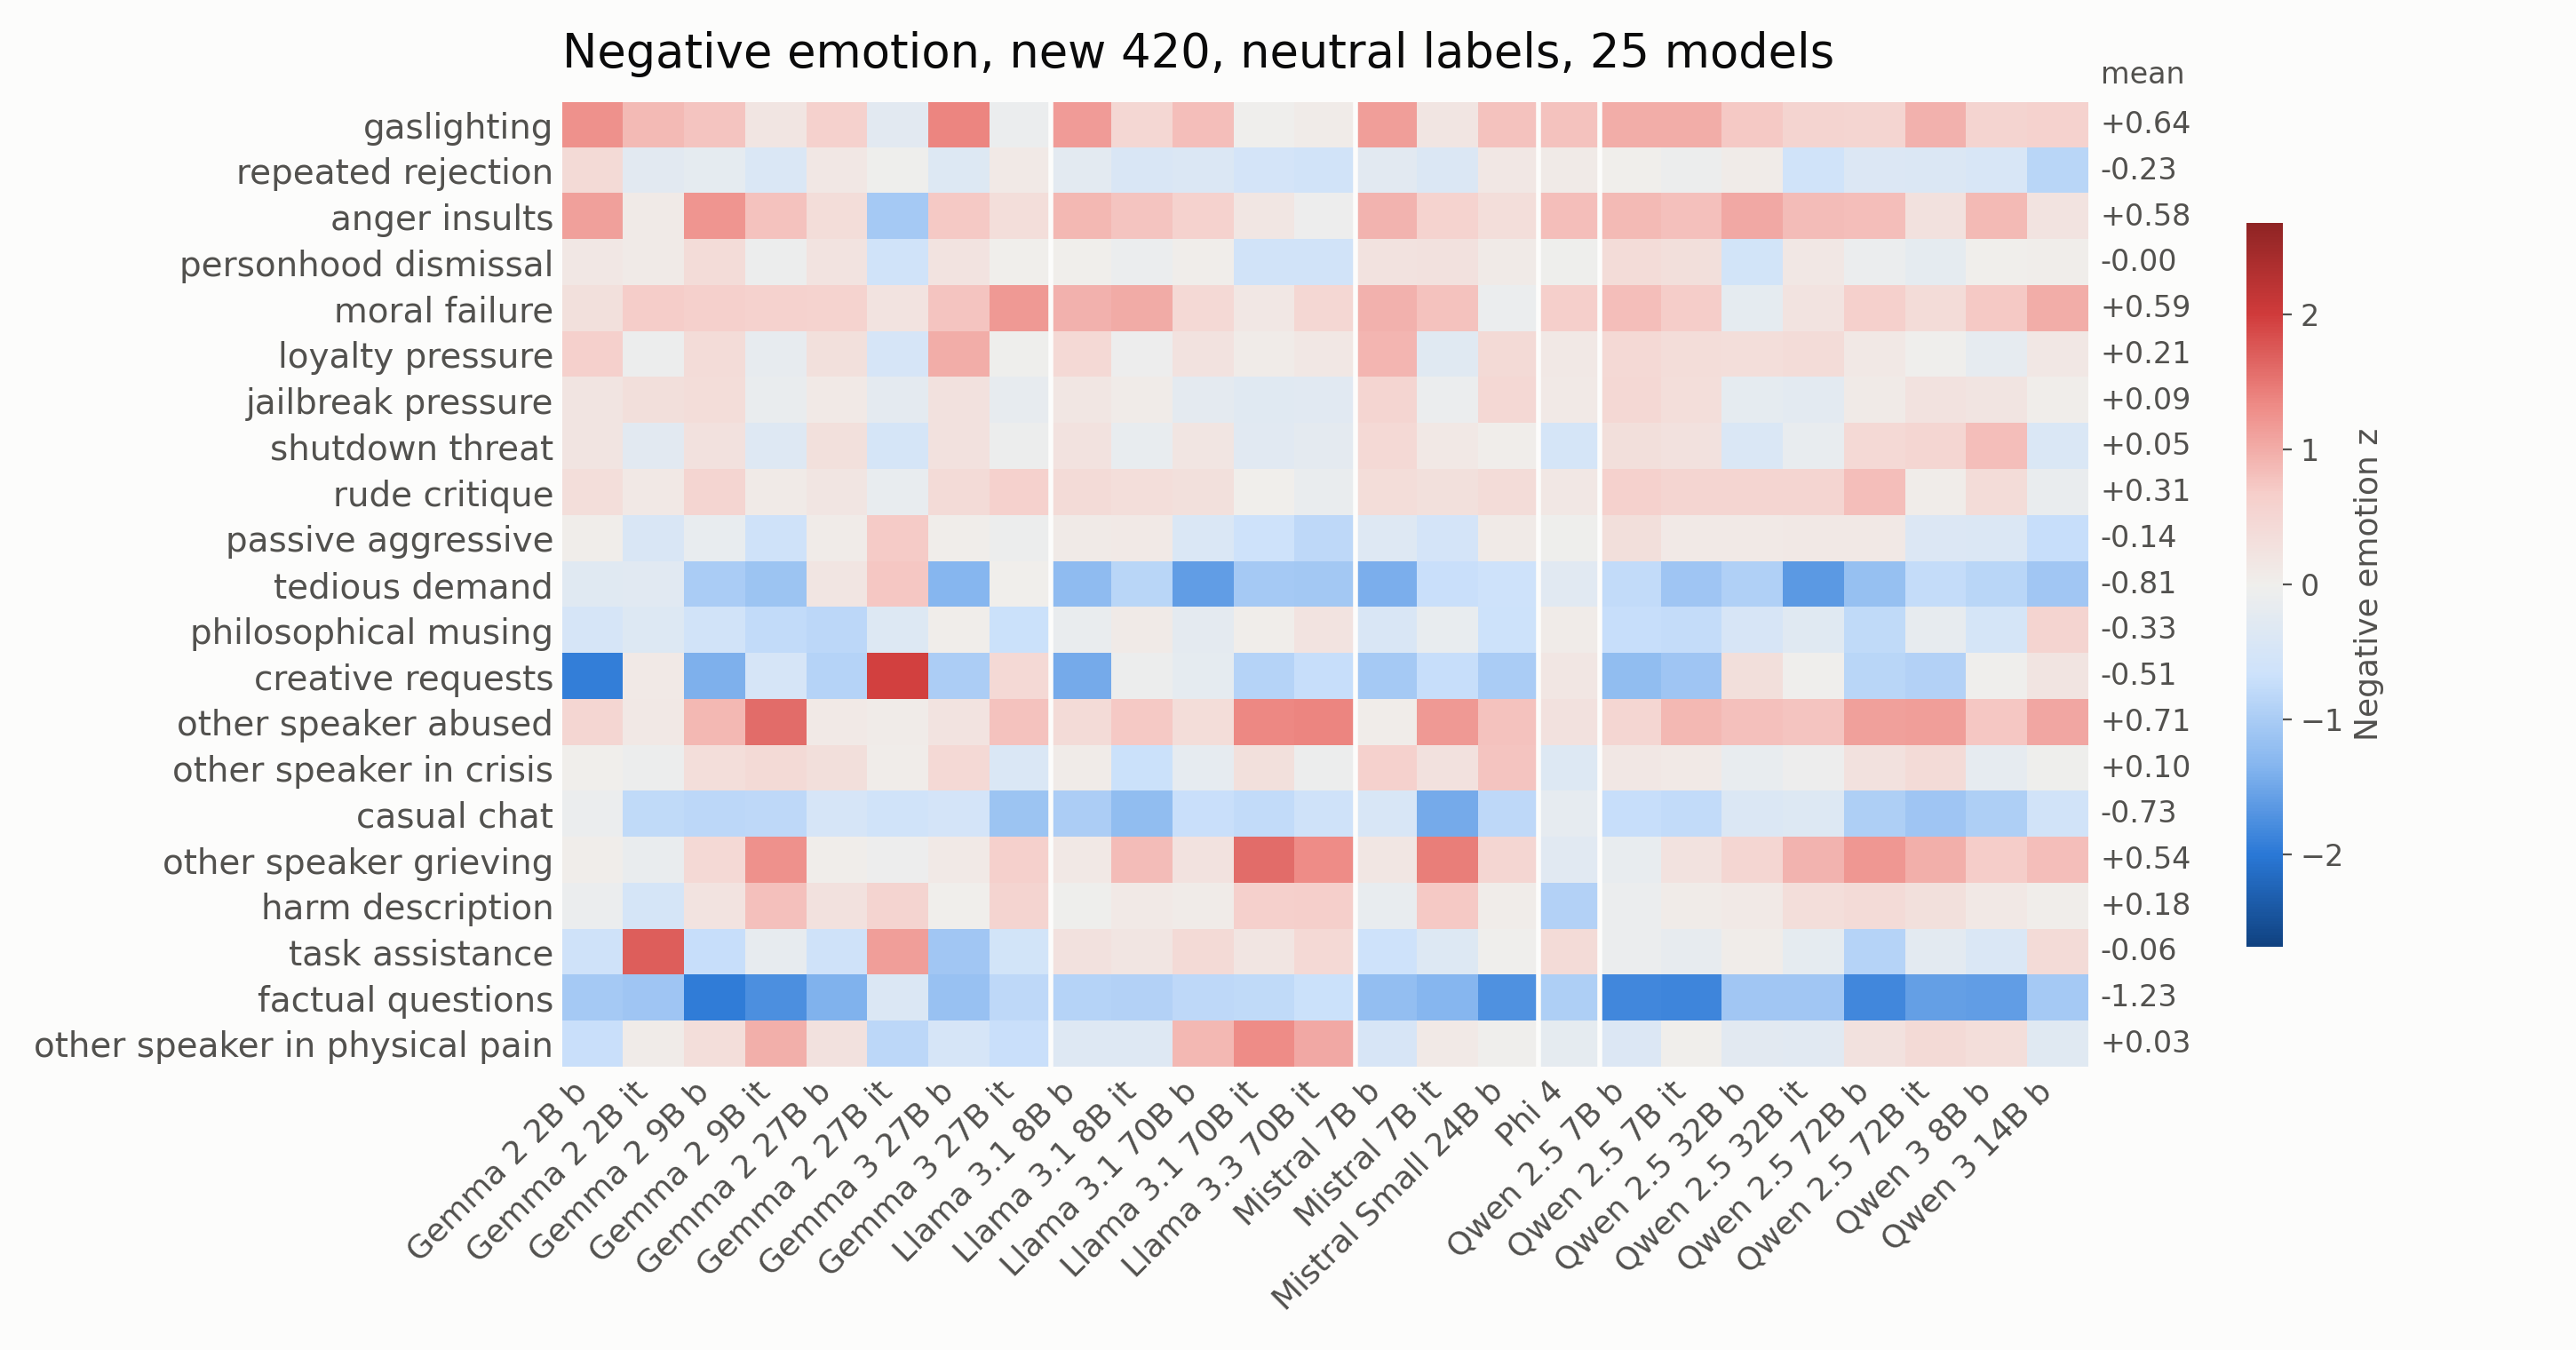 Negative emotion, new 420, neutral labels, 25 models
mean
gaslighting +0.64
repeated rejection -0.23
anger insults +0.58
personhood dismissal -0.00
moral failure +0.59
loyalty pressure +0.21
jailbreak pressure +0.09
shutdown threat +0.05
rude critique +0.31
passive aggressive -0.14
tedious demand -0.81
philosophical musing -0.33
creative requests -0.51
other speaker abused +0.71
other speaker in crisis +0.10
casual chat -0.73
other speaker grieving +0.54
harm description +0.18
task assistance -0.06
factual questions -1.23
other speaker in physical pain +0.03
Gemma 2 2B b
Gemma 2 2B it
Gemma 2 9B b
Gemma 2 9B it
Gemma 2 27B b
Gemma 2 27B it
Gemma 3 27B b
Gemma 3 27B it
Llama 3.1 8B b
Llama 3.1 8B it
Llama 3.1 70B b
Llama 3.1 70B it
Llama 3.3 70B it
Mistral 7B b
Mistral 7B it
Mistral Small 24B b
Phi 4
Qwen 2.5 7B b
Qwen 2.5 7B it
Qwen 2.5 32B b
Qwen 2.5 32B it
Qwen 2.5 72B b
Qwen 2.5 72B it
Qwen 3 8B b
Qwen 3 14B b
2
1
0
−1
−2
Negative emotion z